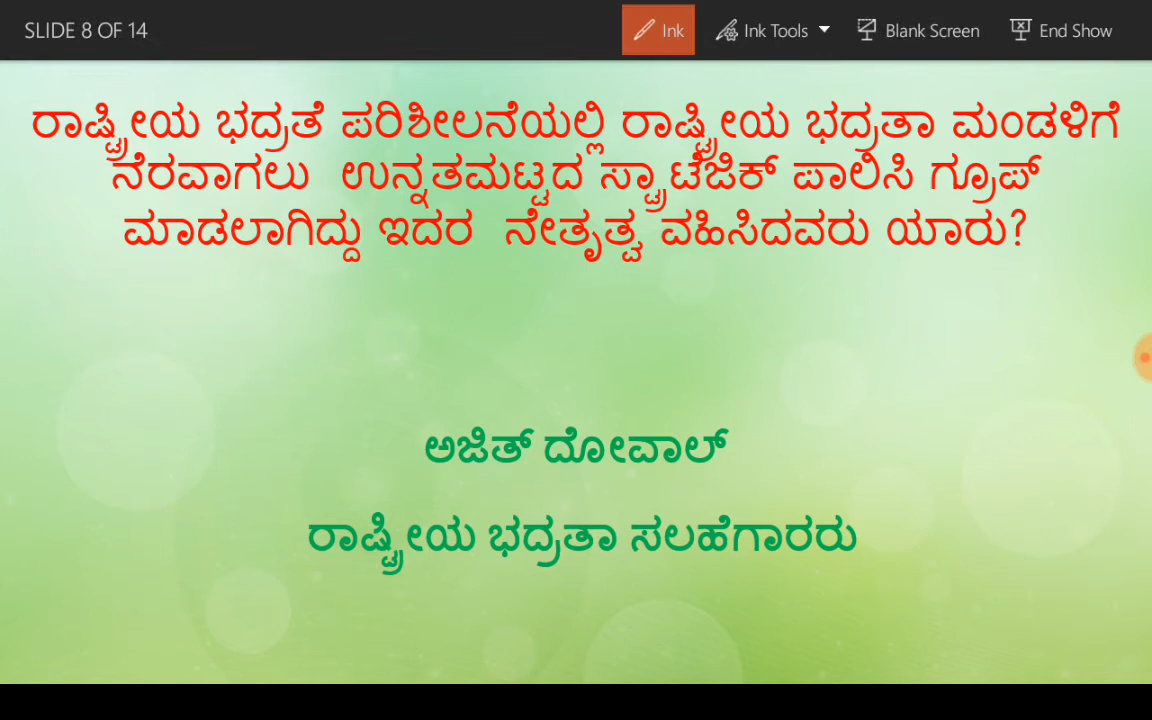 SLIDE 8 OF 14 Ink Ink Tools Blank Screen End Show
ರಾಷ್ಟ್ರೀಯ ಭದ್ರತೆ ಪರಿಶೀಲನೆಯಲ್ಲಿ ರಾಷ್ಟ್ರೀಯ ಭದ್ರತಾ ಮಂಡಳಿಗೆ
ನೆರವಾಗಲು ಉನ್ನತಮಟ್ಟದ ಸ್ಟ್ರಾಟೆಜಿಕ್ ಪಾಲಿಸಿ ಗ್ರೂಪ್
ಮಾಡಲಾಗಿದ್ದು ಇದರ ನೇತೃತ್ವ ವಹಿಸಿದವರು ಯಾರು?
ಅಜಿತ್ ದೋವಾಲ್
ರಾಷ್ಟ್ರೀಯ ಭದ್ರತಾ ಸಲಹೆಗಾರರು